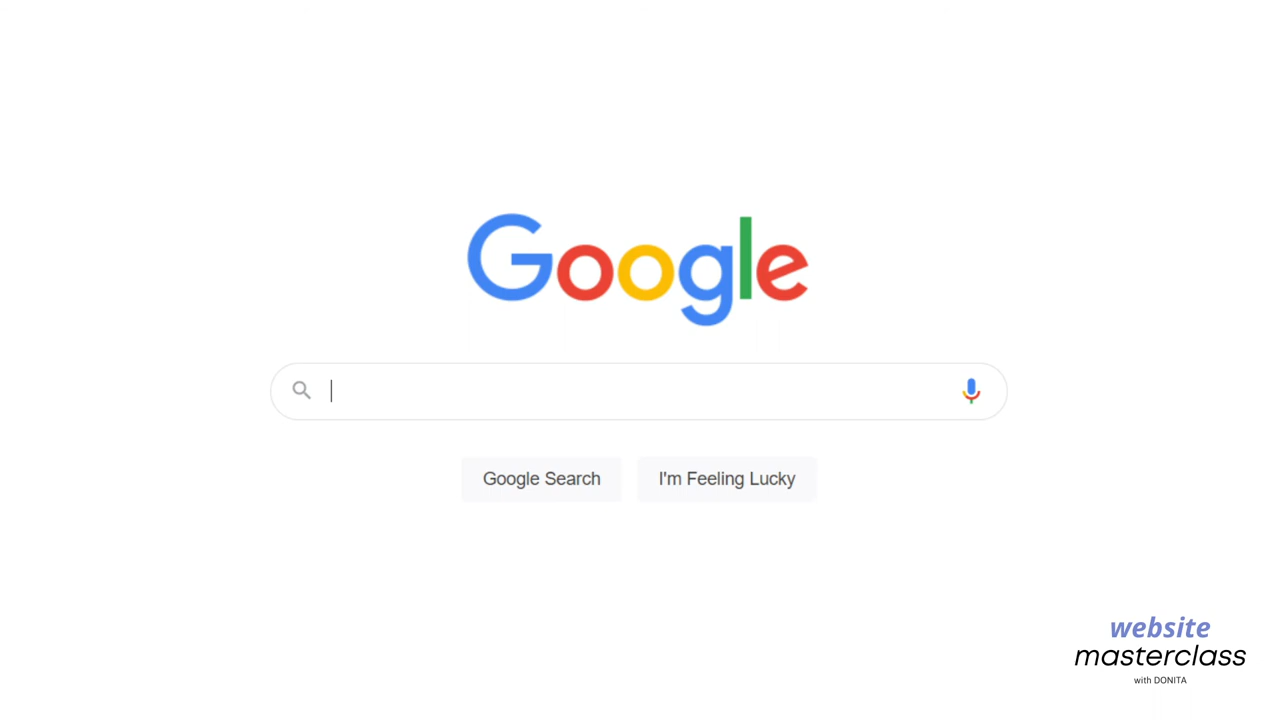 Google
Google Search
I'm Feeling Lucky
website
masterclass
with DONITA